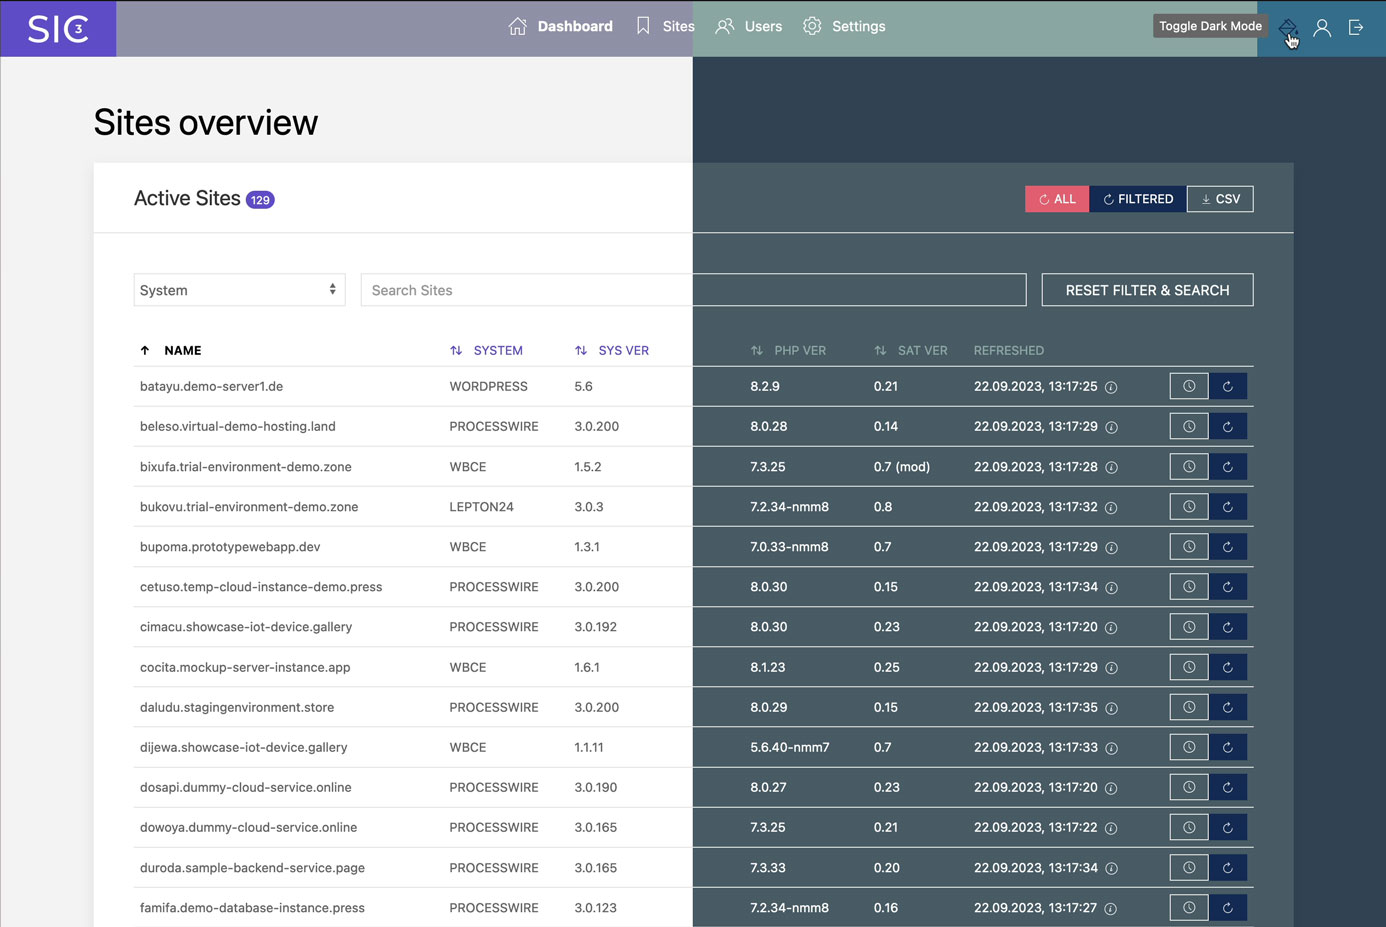 SIC3 Dashboard Sites Users Settings Toggle Dark Mode
Sites overview
Active Sites 129 ALL FILTERED CSV
System Search Sites RESET FILTER & SEARCH
NAME SYSTEM SYS VER PHP VER SAT VER REFRESHED
batayu.demo-server1.de WORDPRESS 5.6 8.2.9 0.21 22.09.2023, 13:17:25
beleso.virtual-demo-hosting.land PROCESSWIRE 3.0.200 8.0.28 0.14 22.09.2023, 13:17:29
bixufa.trial-environment-demo.zone WBCE 1.5.2 7.3.25 0.7 (mod) 22.09.2023, 13:17:28
bukovu.trial-environment-demo.zone LEPTON24 3.0.3 7.2.34-nmm8 0.8 22.09.2023, 13:17:32
bupoma.prototypewebapp.dev WBCE 1.3.1 7.0.33-nmm8 0.7 22.09.2023, 13:17:29
cetuso.temp-cloud-instance-demo.press PROCESSWIRE 3.0.200 8.0.30 0.15 22.09.2023, 13:17:34
cimacu.showcase-iot-device.gallery PROCESSWIRE 3.0.192 8.0.30 0.23 22.09.2023, 13:17:20
cocita.mockup-server-instance.app WBCE 1.6.1 8.1.23 0.25 22.09.2023, 13:17:29
daludu.stagingenvironment.store PROCESSWIRE 3.0.200 8.0.29 0.15 22.09.2023, 13:17:35
dijewa.showcase-iot-device.gallery WBCE 1.1.11 5.6.40-nmm7 0.7 22.09.2023, 13:17:33
dosapi.dummy-cloud-service.online PROCESSWIRE 3.0.190 8.0.27 0.23 22.09.2023, 13:17:20
dowoya.dummy-cloud-service.online PROCESSWIRE 3.0.165 7.3.25 0.21 22.09.2023, 13:17:22
duroda.sample-backend-service.page PROCESSWIRE 3.0.165 7.3.33 0.20 22.09.2023, 13:17:34
famifa.demo-database-instance.press PROCESSWIRE 3.0.123 7.2.34-nmm8 0.16 22.09.2023, 13:17:27